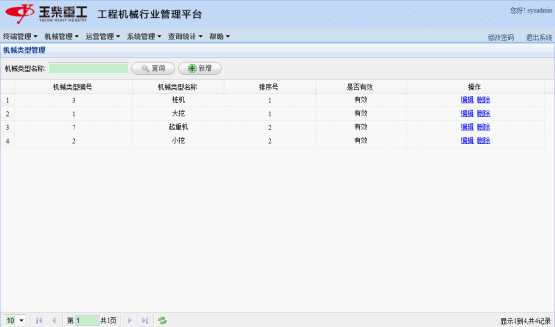 玉柴重工
YUCHAI HEAVY INDUSTRY
工程机械行业管理平台
您好! sysadmin
终端管理 机械管理 运营管理 系统管理 查询统计 帮助
修改密码 退出系统
机械类型管理
机械类型名称: 查询 新增
机械类型编号 机械类型名称 排序号 是否有效 操作
1 3 桩机 1 有效 编辑 删除
2 1 大挖 1 有效 编辑 删除
3 7 起重机 2 有效 编辑 删除
4 2 小挖 2 有效 编辑 删除
10 第 1 共1页 显示1到4,共4记录